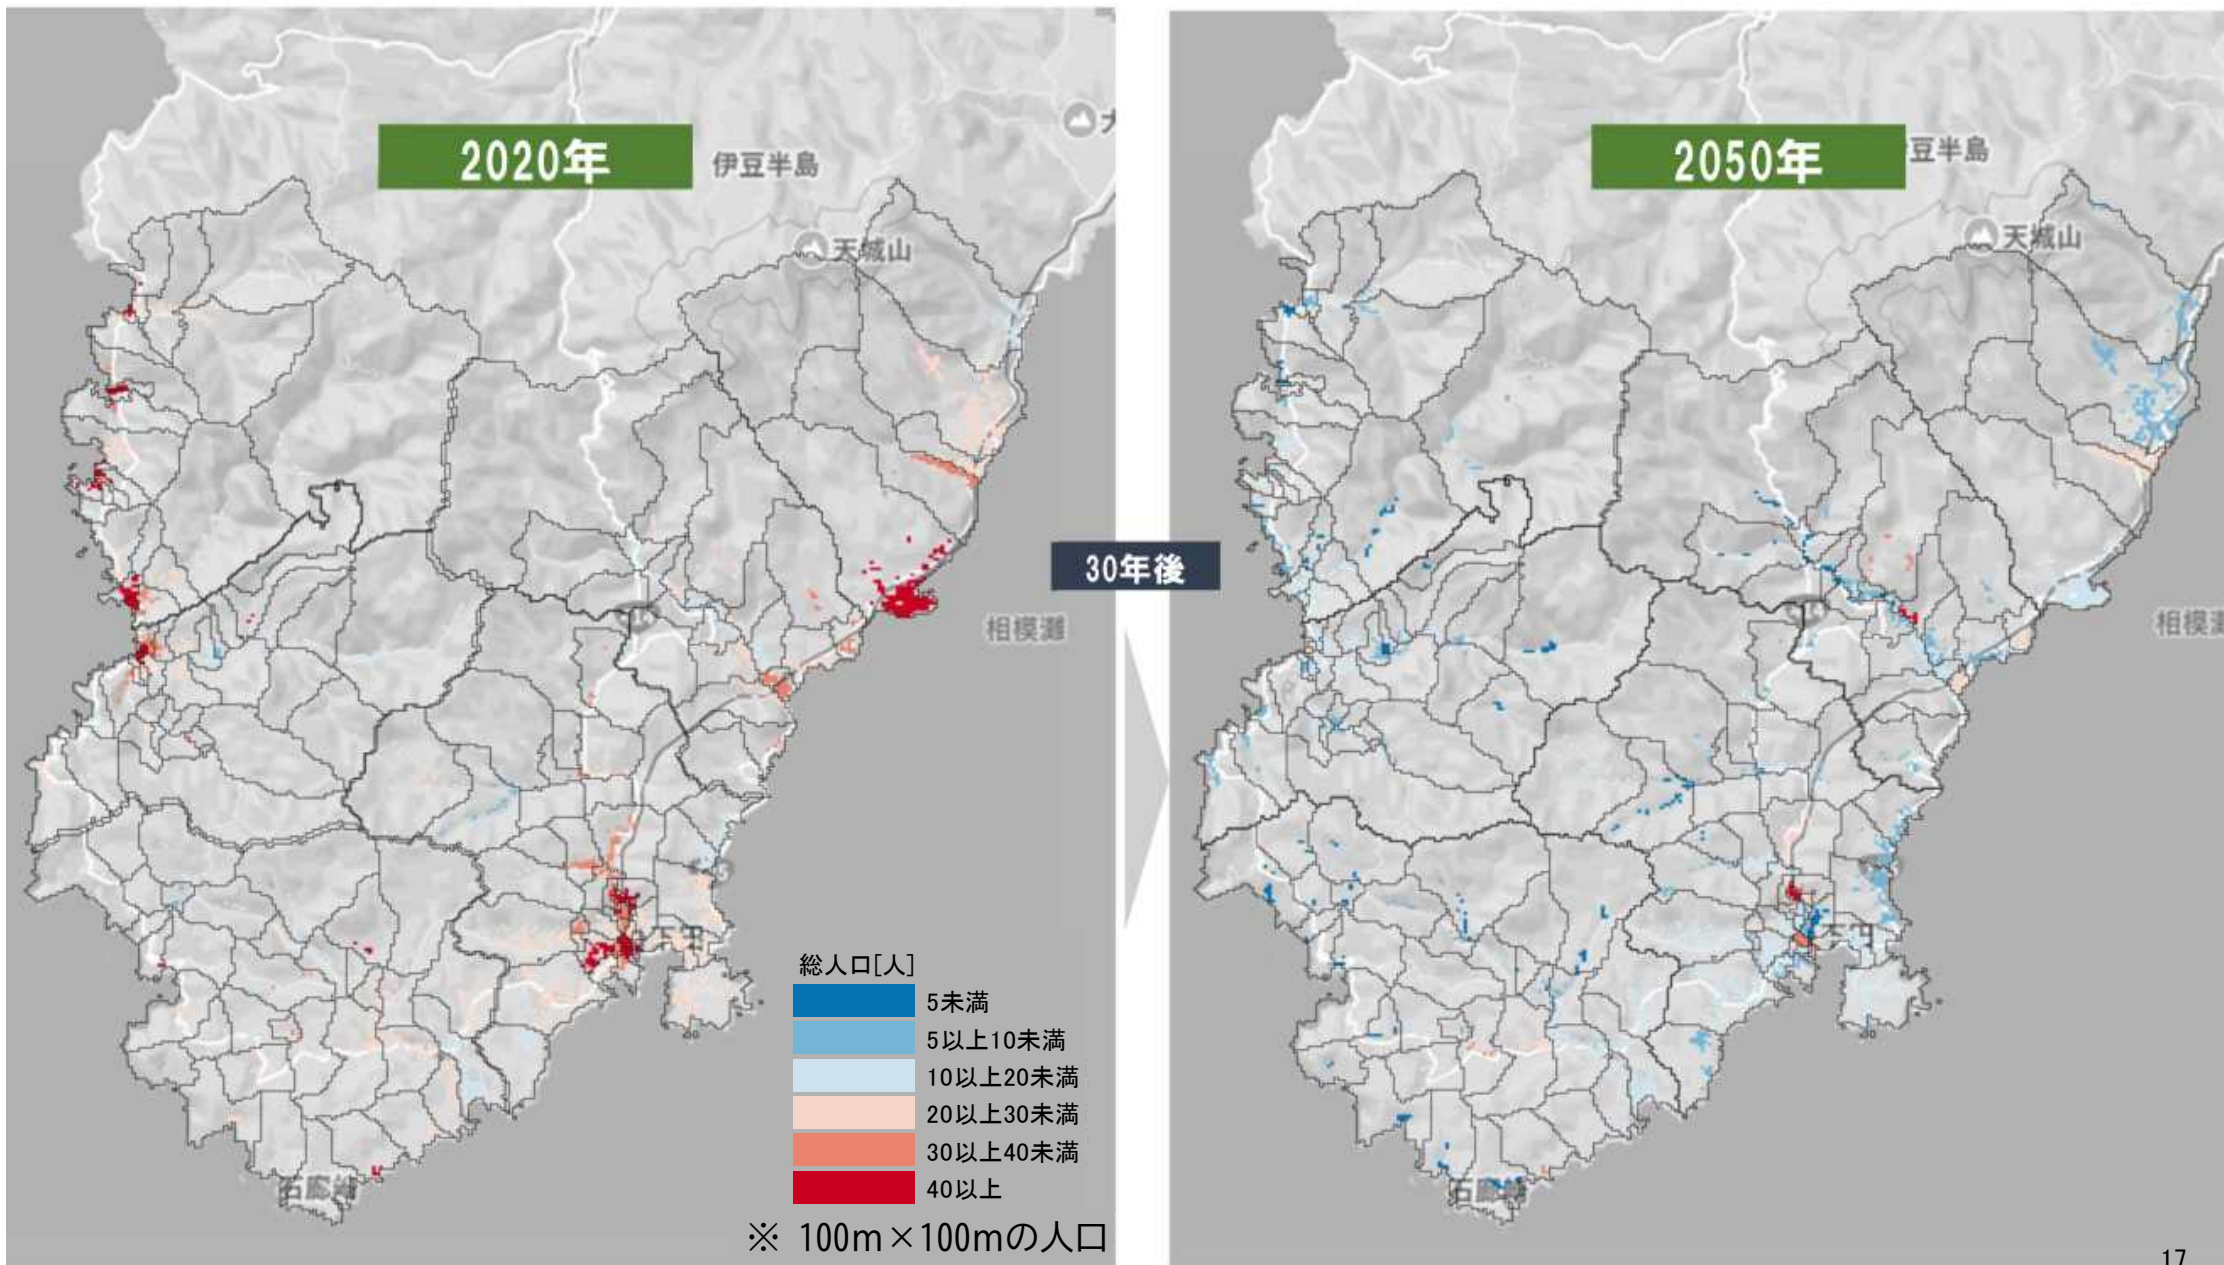 2020年
伊豆半島
天城山
相模灘
石廊崎
総人口[人]
5未満
5以上10未満
10以上20未満
20以上30未満
30以上40未満
40以上
※ 100m×100mの人口
30年後
2050年
豆半島
天城山
相模灘
石廊崎
17